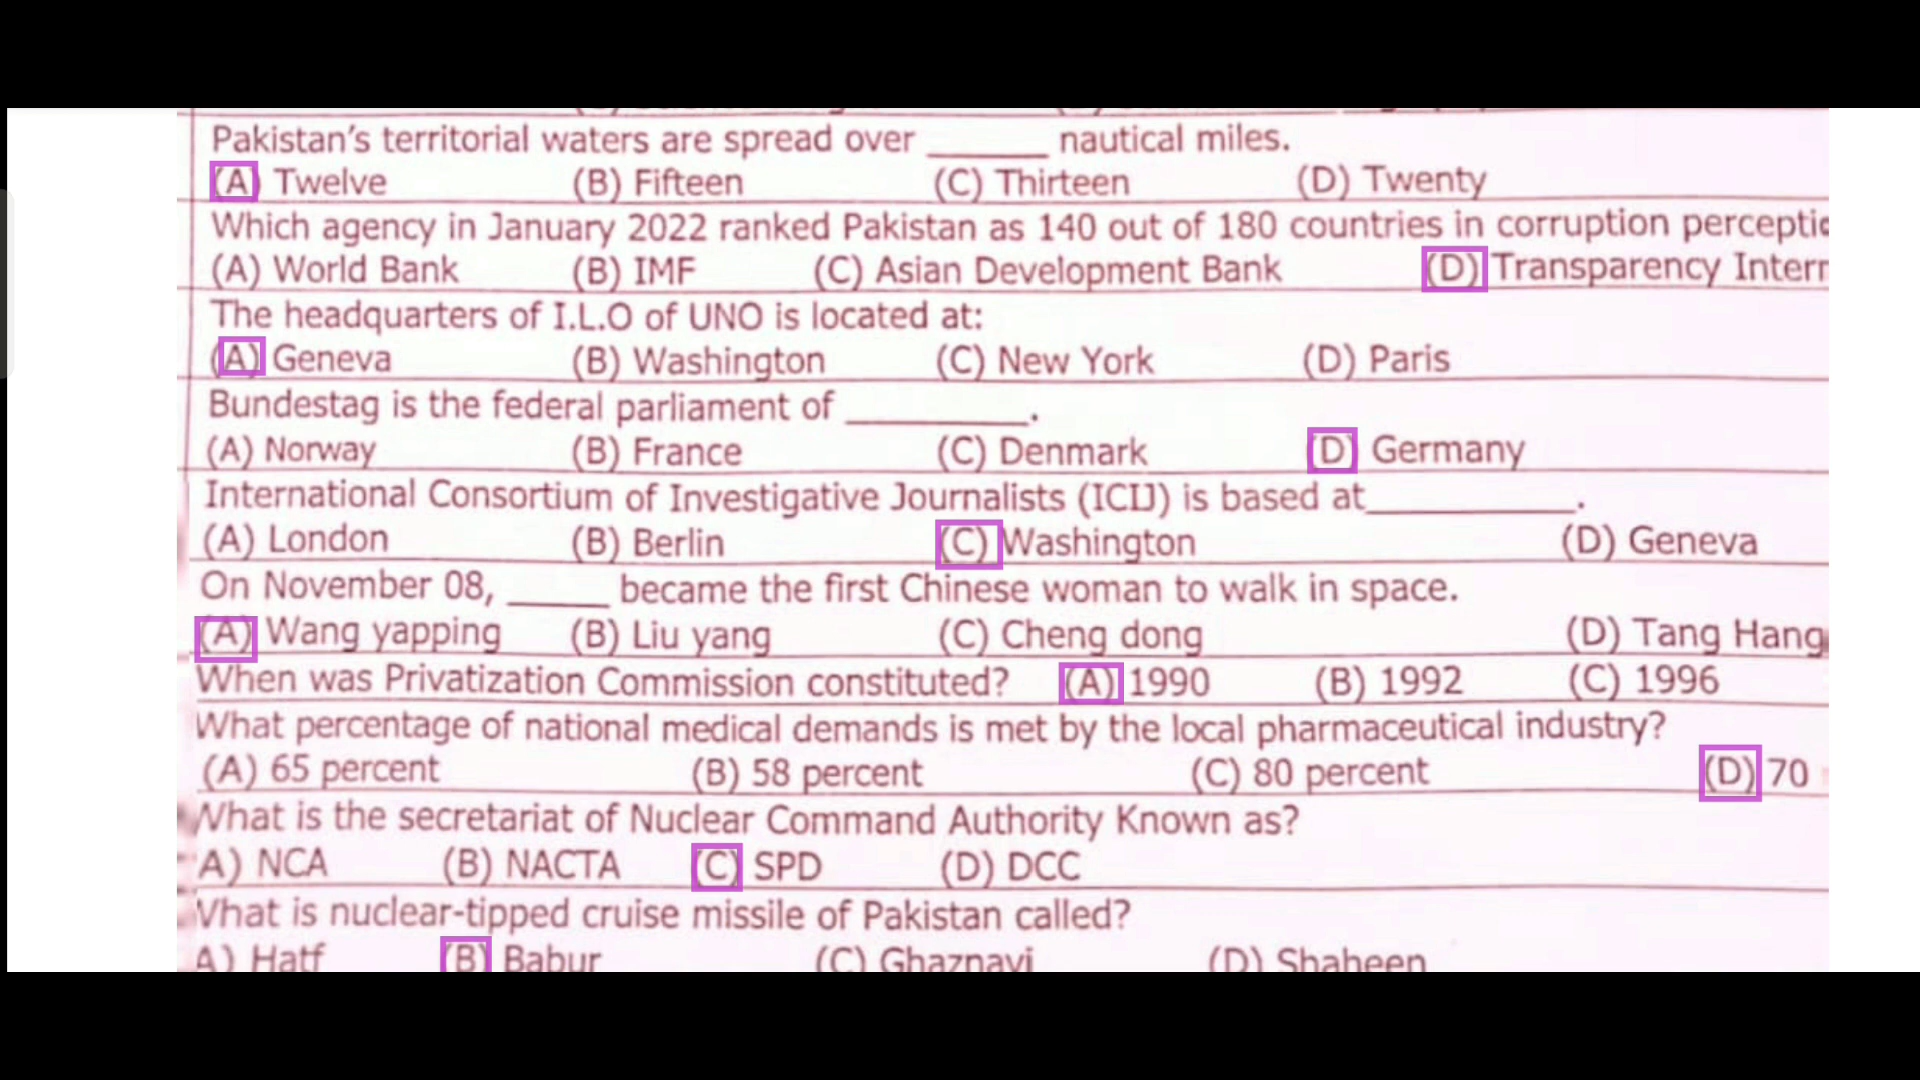 Pakistan's territorial waters are spread over ______ nautical miles.
(A) Twelve (B) Fifteen (C) Thirteen (D) Twenty
Which agency in January 2022 ranked Pakistan as 140 out of 180 countries in corruption percepti
(A) World Bank (B) IMF (C) Asian Development Bank (D) Transparency Inter
The headquarters of I.L.O of UNO is located at:
(A) Geneva (B) Washington (C) New York (D) Paris
Bundestag is the federal parliament of _________.
(A) Norway (B) France (C) Denmark (D) Germany
International Consortium of Investigative Journalists (ICIJ) is based at__________.
(A) London (B) Berlin (C) Washington (D) Geneva
On November 08, _____ became the first Chinese woman to walk in space.
(A) Wang yapping (B) Liu yang (C) Cheng dong (D) Tang Hang
When was Privatization Commission constituted? (A) 1990 (B) 1992 (C) 1996
What percentage of national medical demands is met by the local pharmaceutical industry?
(A) 65 percent (B) 58 percent (C) 80 percent (D) 70
What is the secretariat of Nuclear Command Authority Known as?
A) NCA (B) NACTA (C) SPD (D) DCC
What is nuclear-tipped cruise missile of Pakistan called?
A) Hatf (B) Babur (C) Ghaznavi (D) Shaheen